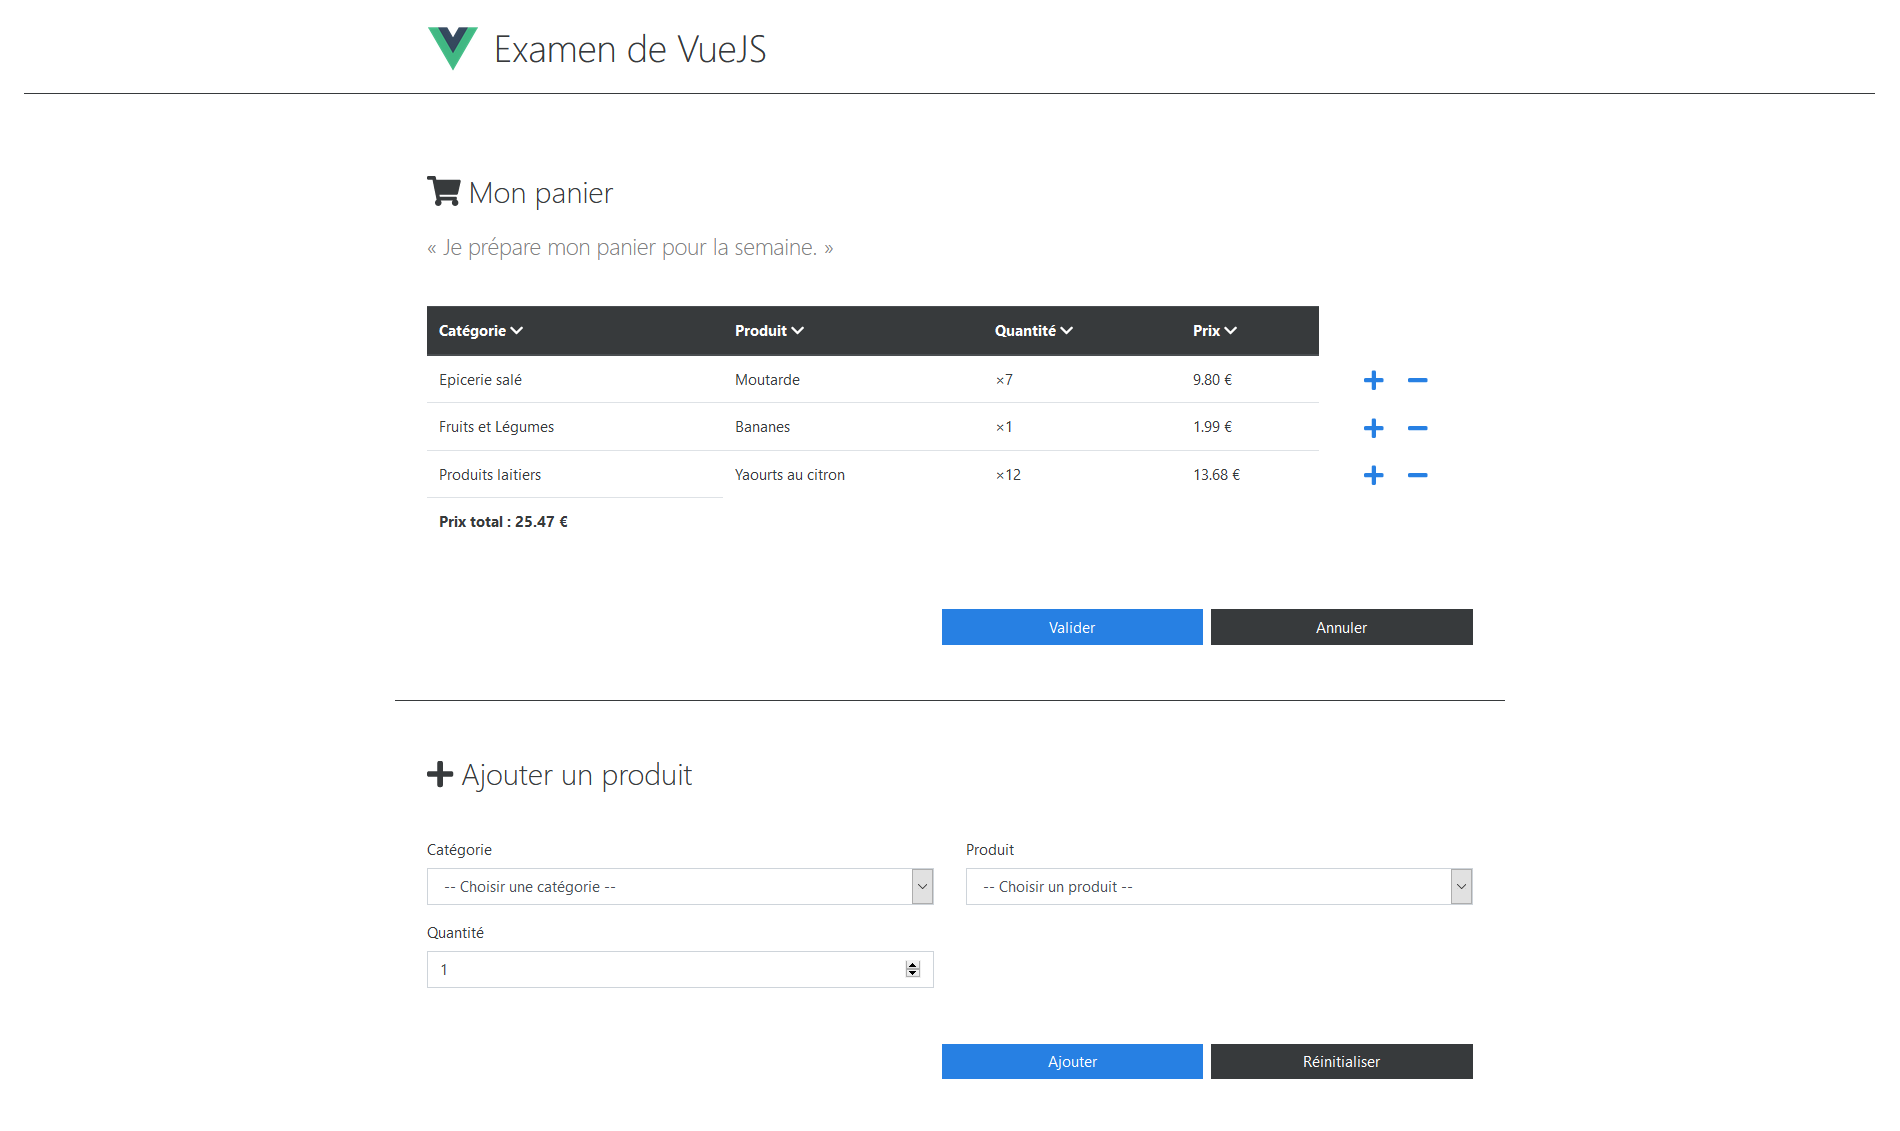 Examen de VueJS
Mon panier
« Je prépare mon panier pour la semaine. »
Catégorie Produit Quantité Prix
Epicerie salé Moutarde ×7 9.80 €
Fruits et Légumes Bananes ×1 1.99 €
Produits laitiers Yaourts au citron ×12 13.68 €
Prix total : 25.47 €
Valider Annuler
Ajouter un produit
Catégorie Produit
-- Choisir une catégorie -- -- Choisir un produit --
Quantité
1
Ajouter Réinitialiser